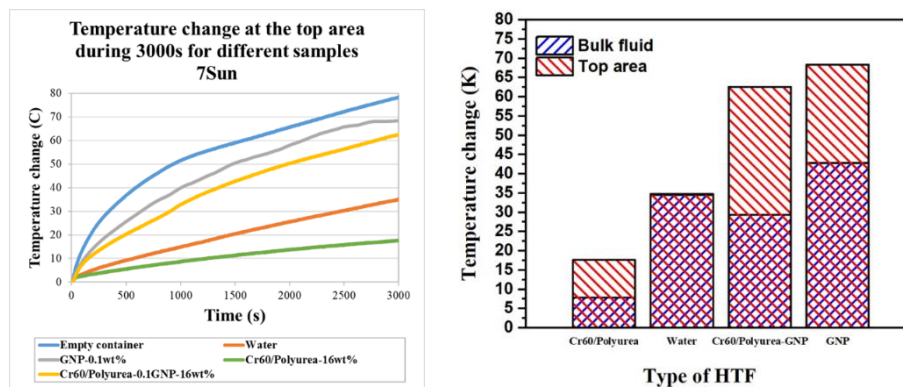 Temperature change at the top area
during 3000s for different samples
7Sun
Temperature change (C)
80
70
60
50
40
30
20
10
0
0 500 1000 1500 2000 2500 3000
Time (s)
Empty container Water
GNP-0.1wt% Cr60/Polyurea-16wt%
Cr60/Polyurea-0.1GNP-16wt%
Bulk fluid
Top area
Temperature change (K)
80
75
70
65
60
55
50
45
40
35
30
25
20
15
10
5
0
Cr60/Polyurea Water Cr60/Polyurea-GNP GNP
Type of HTF